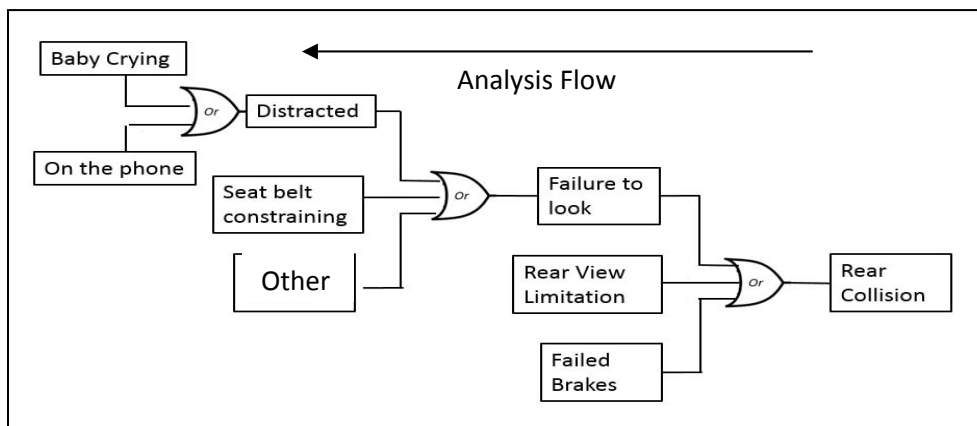 Baby Crying
Analysis Flow
Or
Distracted
On the phone
Seat belt
constraining
Or
Failure to
look
Other
Rear View
Limitation
Or
Rear
Collision
Failed
Brakes